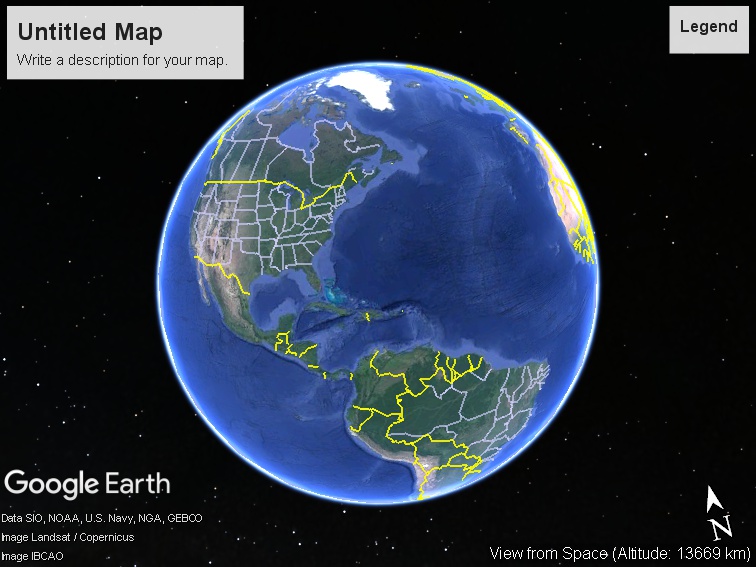 Untitled Map
Write a description for your map.
Legend
Google Earth
Data SIO, NOAA, U.S. Navy, NGA, GEBCO
Image Landsat / Copernicus
Image IBCAO
N
View from Space (Altitude: 13669 km)